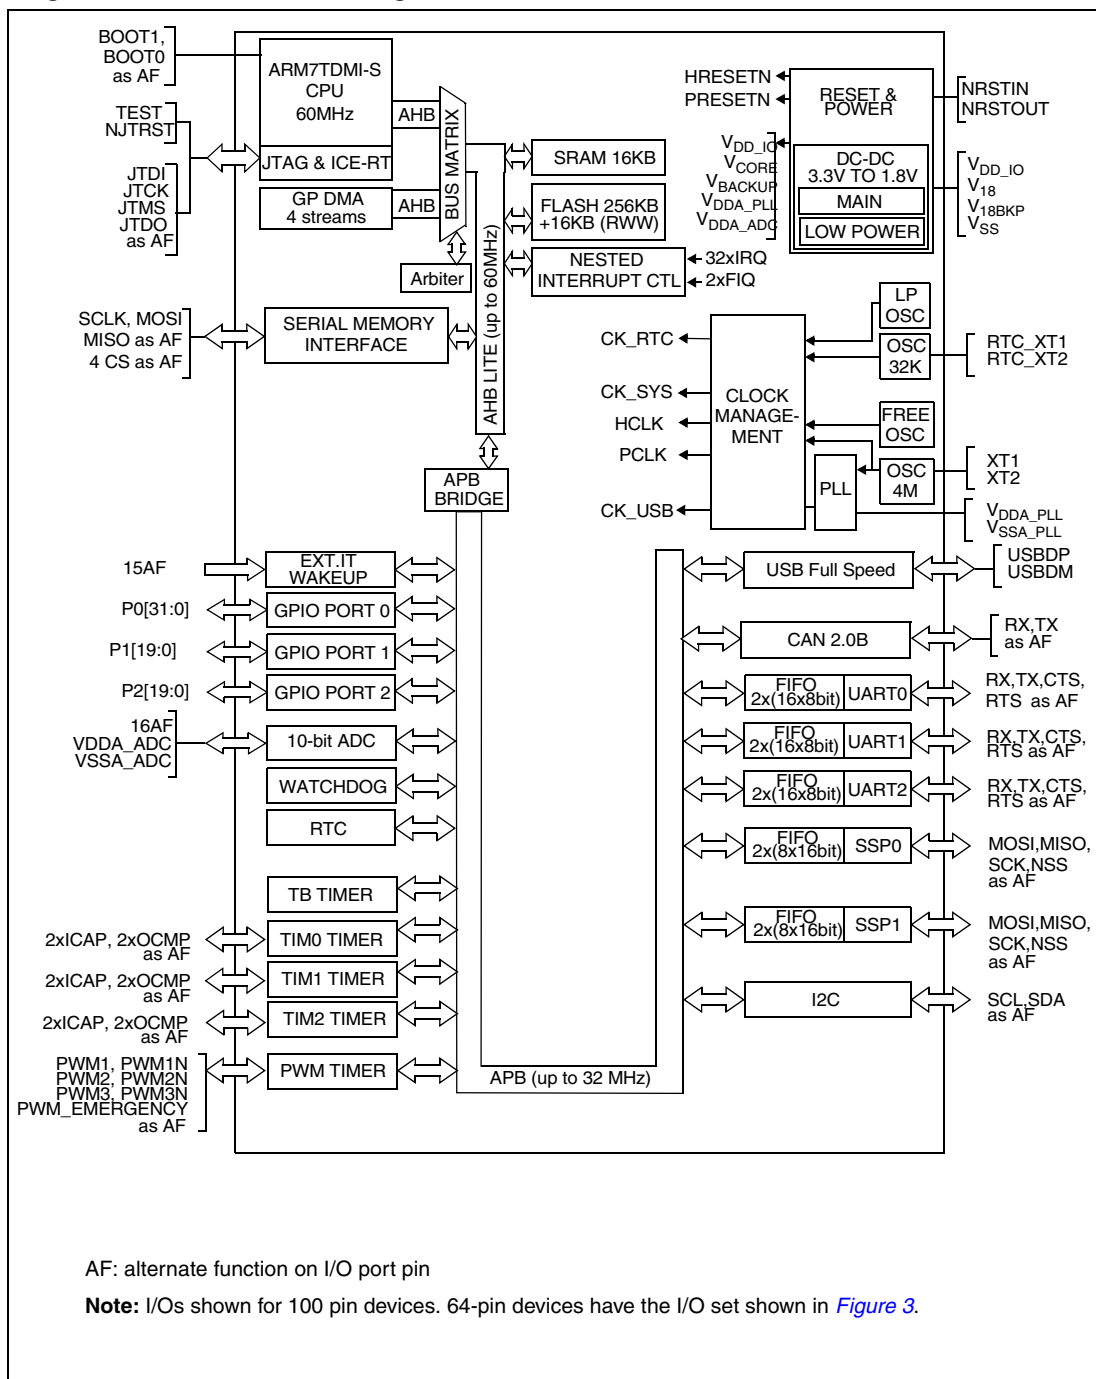 BOOT1,
BOOT0
as AF
TEST
NJTRST
JTDI
JTCK
JTMS
JTDO
as AF
ARM7TDMI-S
CPU
60MHz
JTAG & ICE-RT
GP DMA
4 streams
AHB
AHB
BUS MATRIX
Arbiter
AHB LITE (up to 60MHz)
SRAM 16KB
FLASH 256KB
+16KB (RWW)
NESTED
INTERRUPT CTL
32xIRQ
2xFIQ
HRESETN
PRESETN
RESET &
POWER
NRSTIN
NRSTOUT
VDD_IO
VCORE
VBACKUP
VDDA_PLL
VDDA_ADC
DC-DC
3.3V TO 1.8V
MAIN
LOW POWER
VDD_IO
V18
V18BKP
VSS
SCLK, MOSI
MISO as AF
4 CS as AF
SERIAL MEMORY
INTERFACE
CK_RTC
CK_SYS
HCLK
PCLK
CK_USB
CLOCK
MANAGE-
MENT
LP
OSC
OSC
32K
FREE
OSC
OSC
4M
PLL
RTC_XT1
RTC_XT2
XT1
XT2
VDDA_PLL
VSSA_PLL
APB
BRIDGE
15AF
EXT.IT
WAKEUP
P0[31:0]
GPIO PORT 0
P1[19:0]
GPIO PORT 1
P2[19:0]
GPIO PORT 2
16AF
VDDA_ADC
VSSA_ADC
10-bit ADC
WATCHDOG
RTC
TB TIMER
2xICAP, 2xOCMP
as AF
TIM0 TIMER
2xICAP, 2xOCMP
as AF
TIM1 TIMER
2xICAP, 2xOCMP
as AF
TIM2 TIMER
PWM1, PWM1N
PWM2, PWM2N
PWM3, PWM3N
PWM_EMERGENCY
as AF
PWM TIMER
APB (up to 32 MHz)
USB Full Speed
USBDP
USBDM
CAN 2.0B
RX,TX
as AF
FIFO
2x(16x8bit)
UART0
RX,TX,CTS,
RTS as AF
FIFO
2x(16x8bit)
UART1
RX,TX,CTS,
RTS as AF
FIFO
2x(16x8bit)
UART2
RX,TX,CTS,
RTS as AF
FIFO
2x(8x16bit)
SSP0
MOSI,MISO,
SCK,NSS
as AF
FIFO
2x(8x16bit)
SSP1
MOSI,MISO,
SCK,NSS
as AF
I2C
SCL,SDA
as AF
AF: alternate function on I/O port pin
Note: I/Os shown for 100 pin devices. 64-pin devices have the I/O set shown in Figure 3.